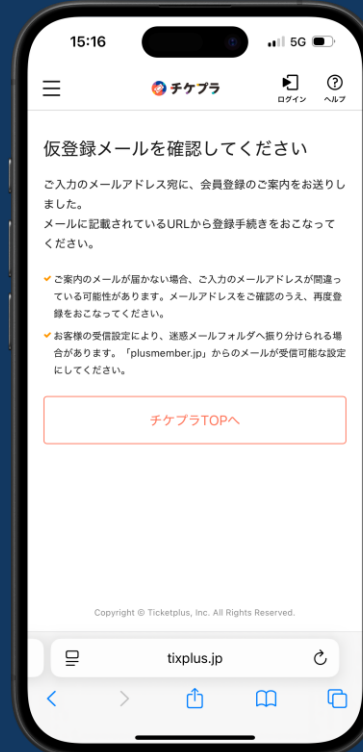 15:16
5G
チケプラ
ログイン
ヘルプ
仮登録メールを確認してください
ご入力のメールアドレス宛に、会員登録のご案内をお送りし
ました。
メールに記載されているURLから登録手続きをおこなって
ください。
ご案内のメールが届かない場合、ご入力のメールアドレスが間違っ
ている可能性があります。メールアドレスをご確認のうえ、再度登
録をおこなってください。
お客様の受信設定により、迷惑メールフォルダへ振り分けられる場
合があります。「plusmember.jp」からのメールが受信可能な設定
にしてください。
チケプラTOPへ
Copyright © Ticketplus, Inc. All Rights Reserved.
tixplus.jp